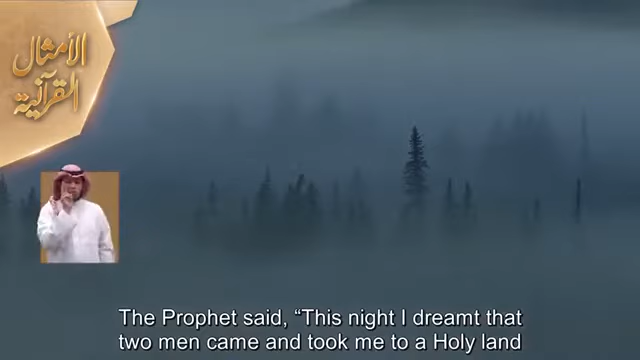 الأمثال
القرآنية
The Prophet said, “This night I dreamt that
two men came and took me to a Holy land